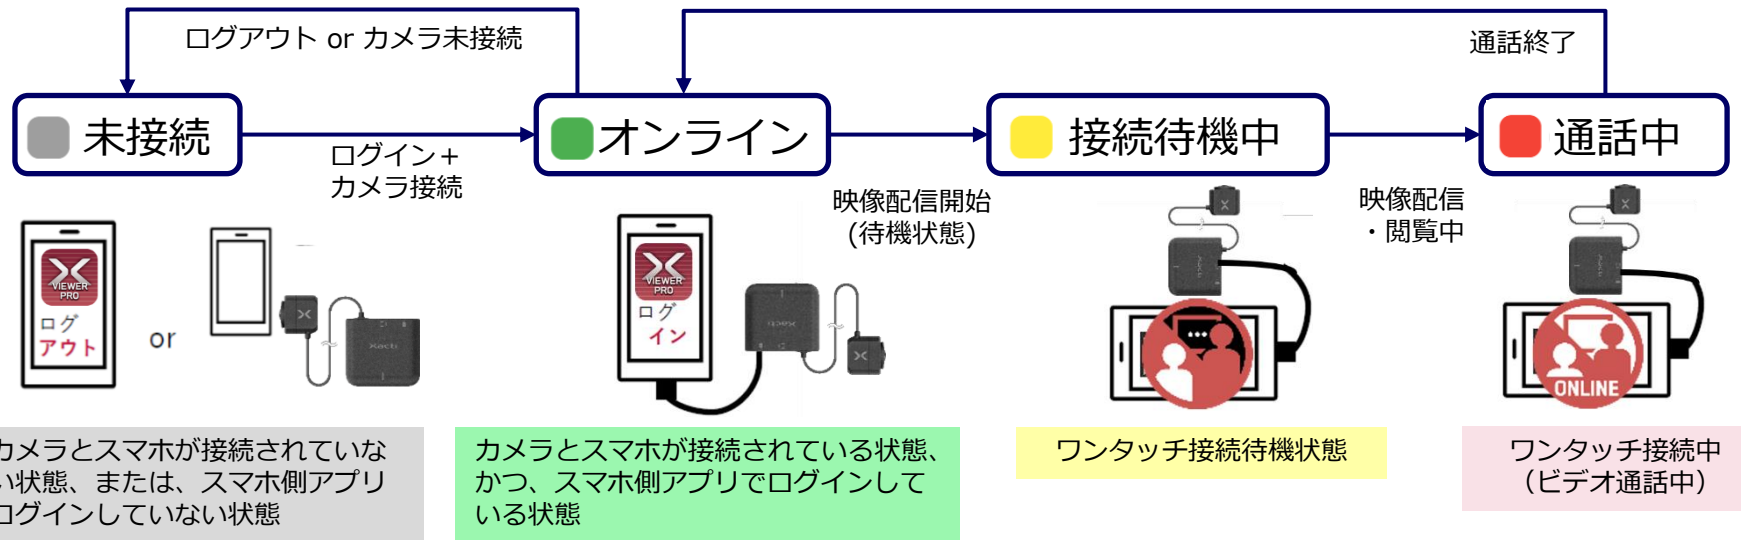 ログアウト or カメラ未接続
通話終了
未接続
オンライン
接続待機中
通話中
ログイン＋
カメラ接続
映像配信開始
(待機状態)
映像配信
・閲覧中
VIEWER
PRO
ログ
アウト
or
Xacti
VIEWER
PRO
ログ
イン
Xacti
Xacti
Xacti
ONLINE
カメラとスマホが接続されていな
い状態、または、スマホ側アプリ
ログインしていない状態
カメラとスマホが接続されている状態、
かつ、スマホ側アプリでログインして
いる状態
ワンタッチ接続待機状態
ワンタッチ接続中
（ビデオ通話中）